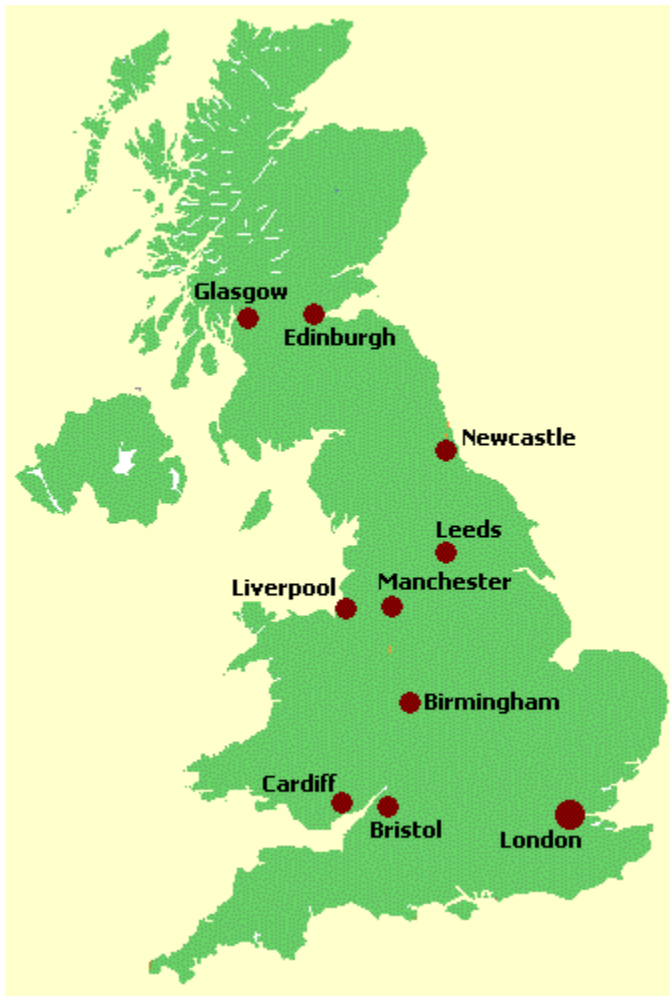 Glasgow
Edinburgh
Newcastle
Leeds
Manchester
Liverpool
Birmingham
Cardiff
Bristol
London